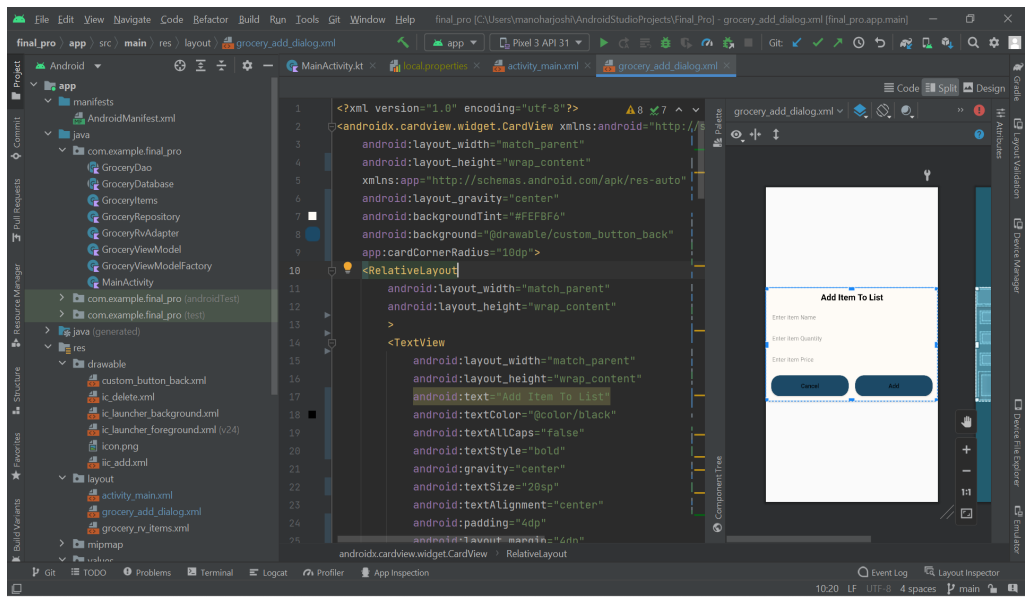 File Edit View Navigate Code Refactor Build Run Tools Git Window Help final_pro [C:\Users\manoharjoshi\AndroidStudioProjects\Final_Pro] - grocery_add_dialog.xml [final_pro.app.main]
final_pro app src main res layout grocery_add_dialog.xml app Pixel 3 API 31 Git:
Android
MainActivity.kt local.properties activity_main.xml grocery_add_dialog.xml
Code Split Design
app
manifests
AndroidManifest.xml
java
com.example.final_pro
GroceryDao
GroceryDatabase
GroceryItems
GroceryRepository
GroceryRvAdapter
GroceryViewModel
GroceryViewModelFactory
MainActivity
com.example.final_pro (androidTest)
com.example.final_pro (test)
java (generated)
res
drawable
custom_button_back.xml
ic_delete.xml
ic_launcher_background.xml
ic_launcher_foreground.xml (v24)
icon.png
iic_add.xml
layout
activity_main.xml
grocery_add_dialog.xml
grocery_rv_items.xml
mipmap
values
Project
Commit
Pull Requests
Resource Manager
Structure
Favorites
Build Variants
1 <?xml version="1.0" encoding="utf-8"?> 8 7
2 <androidx.cardview.widget.CardView xmlns:android="http://s
3 android:layout_width="match_parent"
4 android:layout_height="wrap_content"
5 xmlns:app="http://schemas.android.com/apk/res-auto"
6 android:layout_gravity="center"
7 android:backgroundTint="#FEFBF6"
8 android:background="@drawable/custom_button_back"
9 app:cardCornerRadius="10dp">
10 <RelativeLayout
11 android:layout_width="match_parent"
12 android:layout_height="wrap_content"
13 >
14 <TextView
15 android:layout_width="match_parent"
16 android:layout_height="wrap_content"
17 android:text="Add Item To List"
18 android:textColor="@color/black"
19 android:textAllCaps="false"
20 android:textStyle="bold"
21 android:gravity="center"
22 android:textSize="20sp"
23 android:textAlignment="center"
24 android:padding="4dp"
25 android:layout_margin="4dp"
androidx.cardview.widget.CardView RelativeLayout
Palette
Component Tree
grocery_add_dialog.xml
Add Item To List
Enter Item Name
Enter Item Quantity
Enter Item Price
Cancel Add
1:1
Attributes
Gradle
Layout Validation
Device Manager
Device File Explorer
Emulator
Git TODO Problems Terminal Logcat Profiler App Inspection Event Log Layout Inspector
10:20 LF UTF-8 4 spaces main